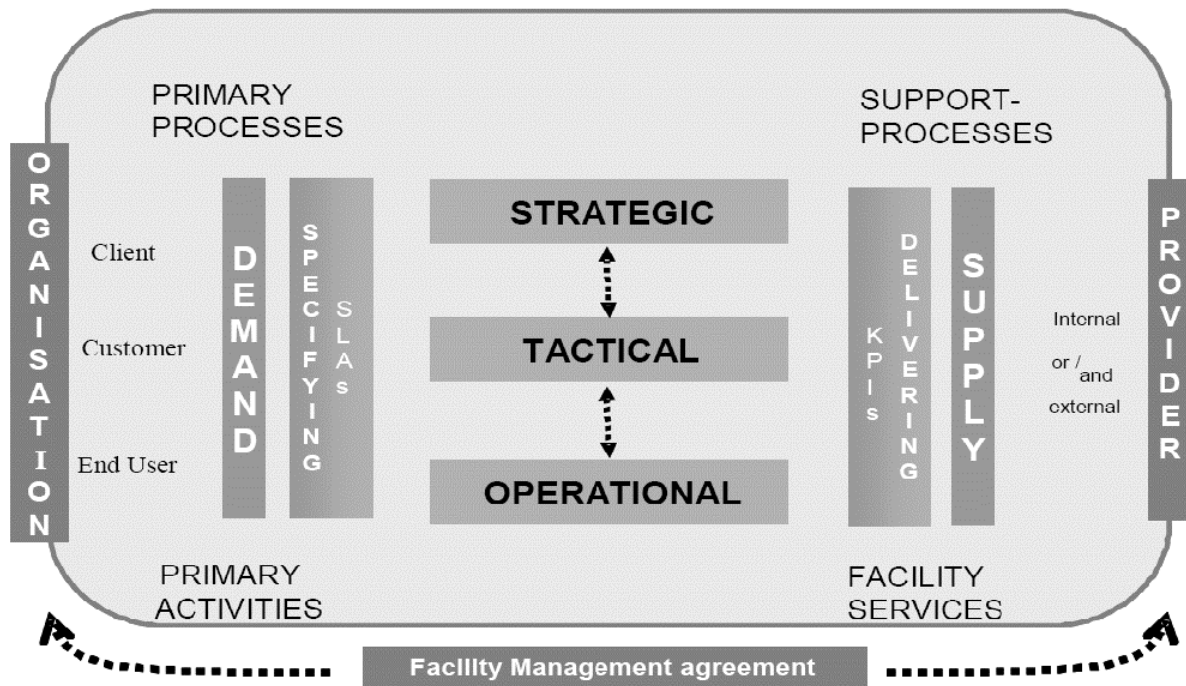 PRIMARY
PROCESSES
SUPPORT-
PROCESSES
ORGANISATION
Client
Customer
End User
DEMAND
SPECIFYING
SLAs
STRATEGIC
TACTICAL
OPERATIONAL
KPIs
DELIVERING
SUPPLY
Internal
or / and
external
PROVIDER
PRIMARY
ACTIVITIES
FACILITY
SERVICES
Facility Management agreement